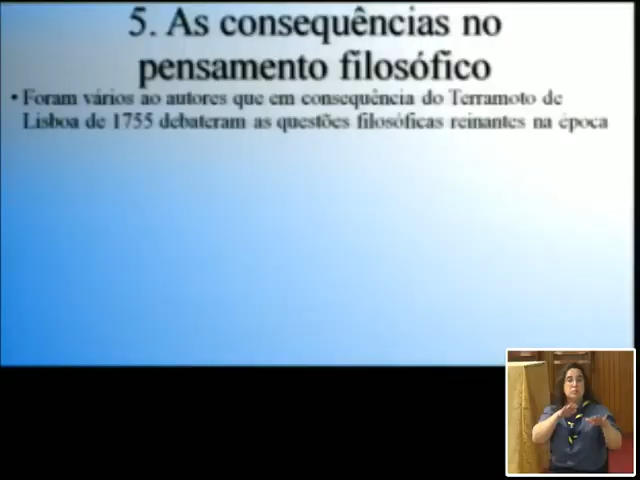 5. As consequências no
pensamento filosófico
• Foram vários ao autores que em consequência do Terramoto de
Lisboa de 1755 debateram as questões filosóficas reinantes na época